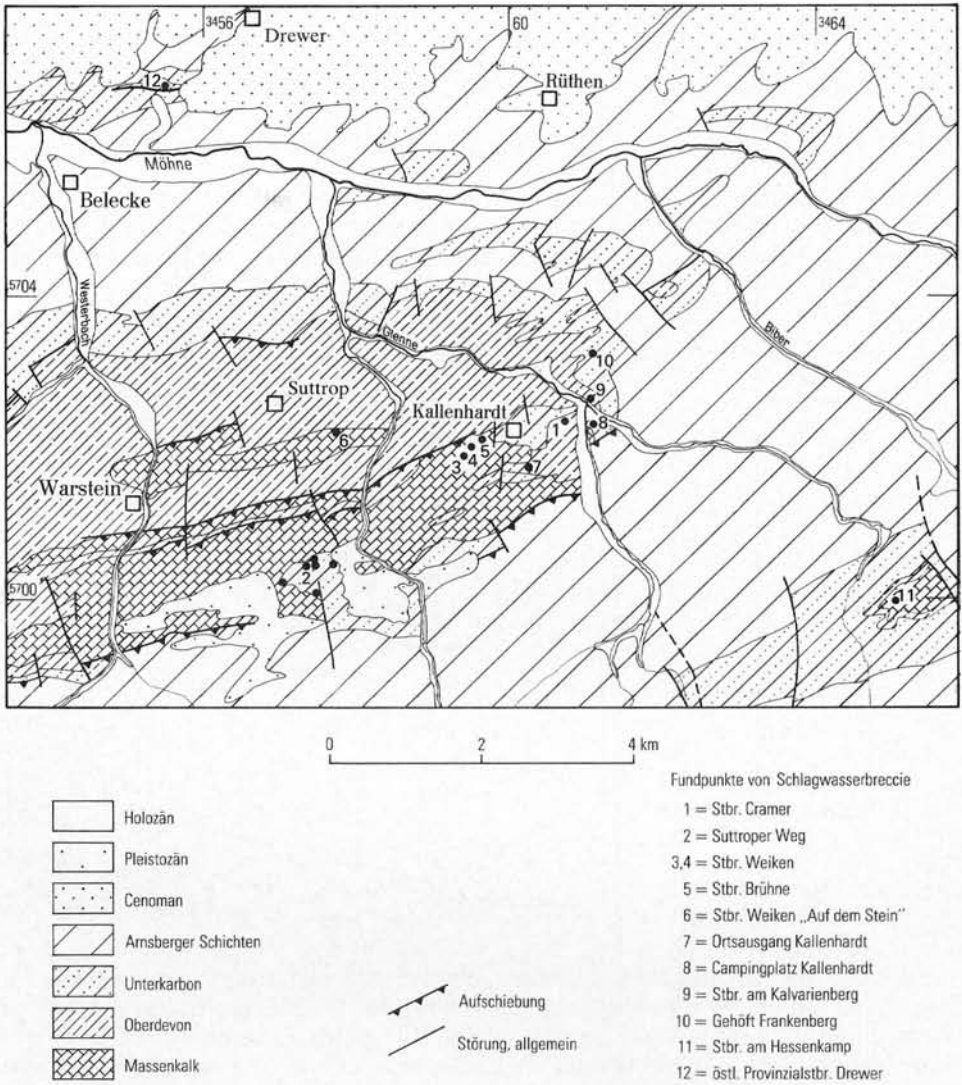 3456
60
3464
Drewer
12
Rüthen
Möhne
Belecke
5704
Westerbach
Glenne
Biber
10
Suttrop
9
Kallenhardt
1
8
6
5
3 4
7
Warstein
2
5700
11
0 2 4 km
Holozän
Pleistozän
Cenoman
Arnsberger Schichten
Unterkarbon
Oberdevon
Massenkalk
Aufschiebung
Störung, allgemein
Fundpunkte von Schlagwasserbreccie
1 = Stbr. Cramer
2 = Suttroper Weg
3,4 = Stbr. Weiken
5 = Stbr. Brühne
6 = Stbr. Weiken „Auf dem Stein”
7 = Ortsausgang Kallenhardt
8 = Campingplatz Kallenhardt
9 = Stbr. am Kalvarienberg
10 = Gehöft Frankenberg
11 = Stbr. am Hessenkamp
12 = östl. Provinzialstbr. Drewer